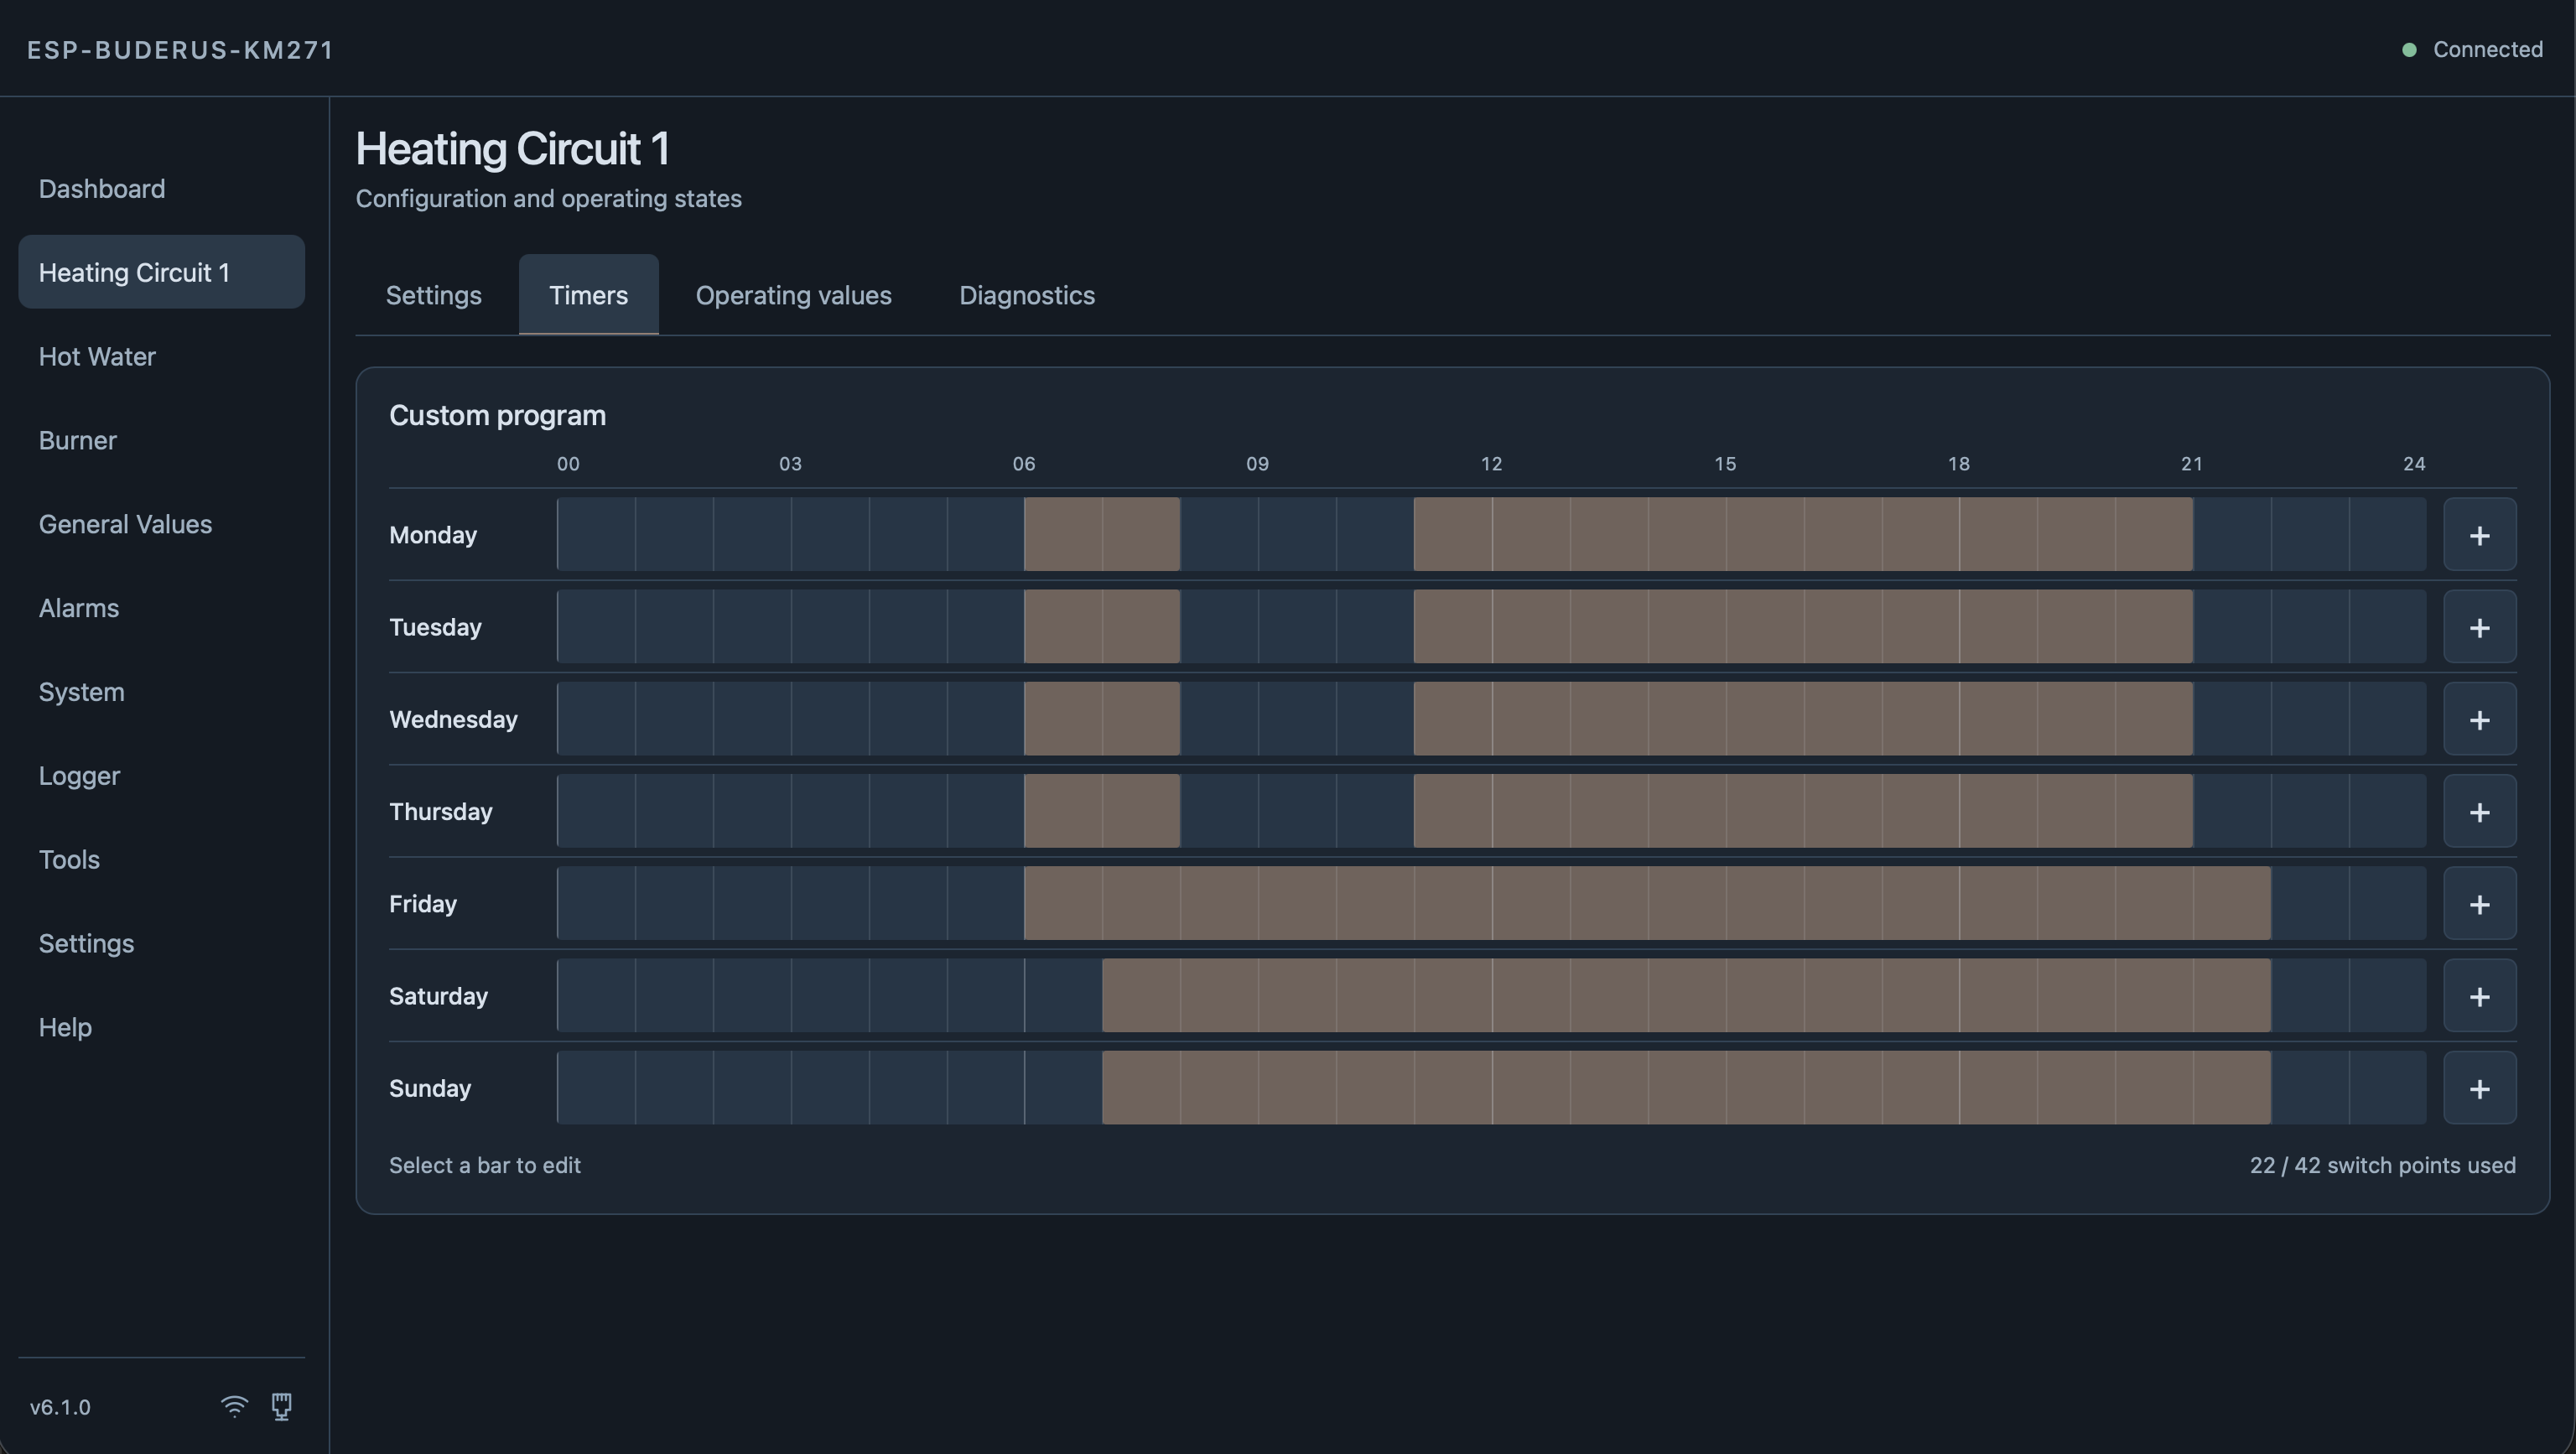 ESP-BUDERUS-KM271
Connected
Dashboard
Heating Circuit 1
Hot Water
Burner
General Values
Alarms
System
Logger
Tools
Settings
Help
v6.1.0
Heating Circuit 1
Configuration and operating states
Settings Timers Operating values Diagnostics
Custom program
00 03 06 09 12 15 18 21 24
Monday +
Tuesday +
Wednesday +
Thursday +
Friday +
Saturday +
Sunday +
Select a bar to edit
22 / 42 switch points used